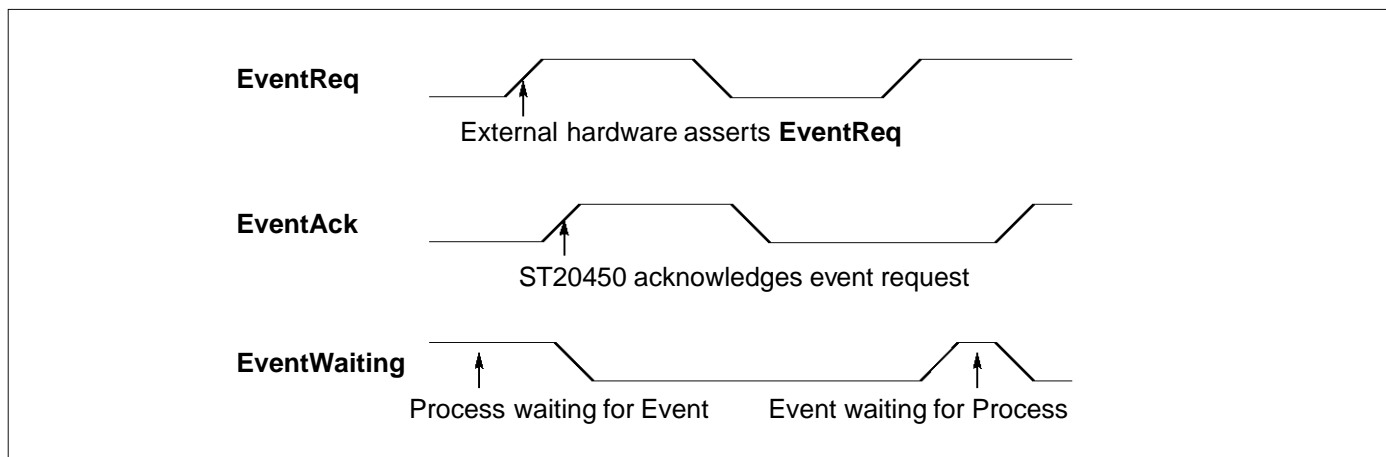 EventReq
External hardware asserts EventReq
EventAck
ST20450 acknowledges event request
EventWaiting
Process waiting for Event
Event waiting for Process